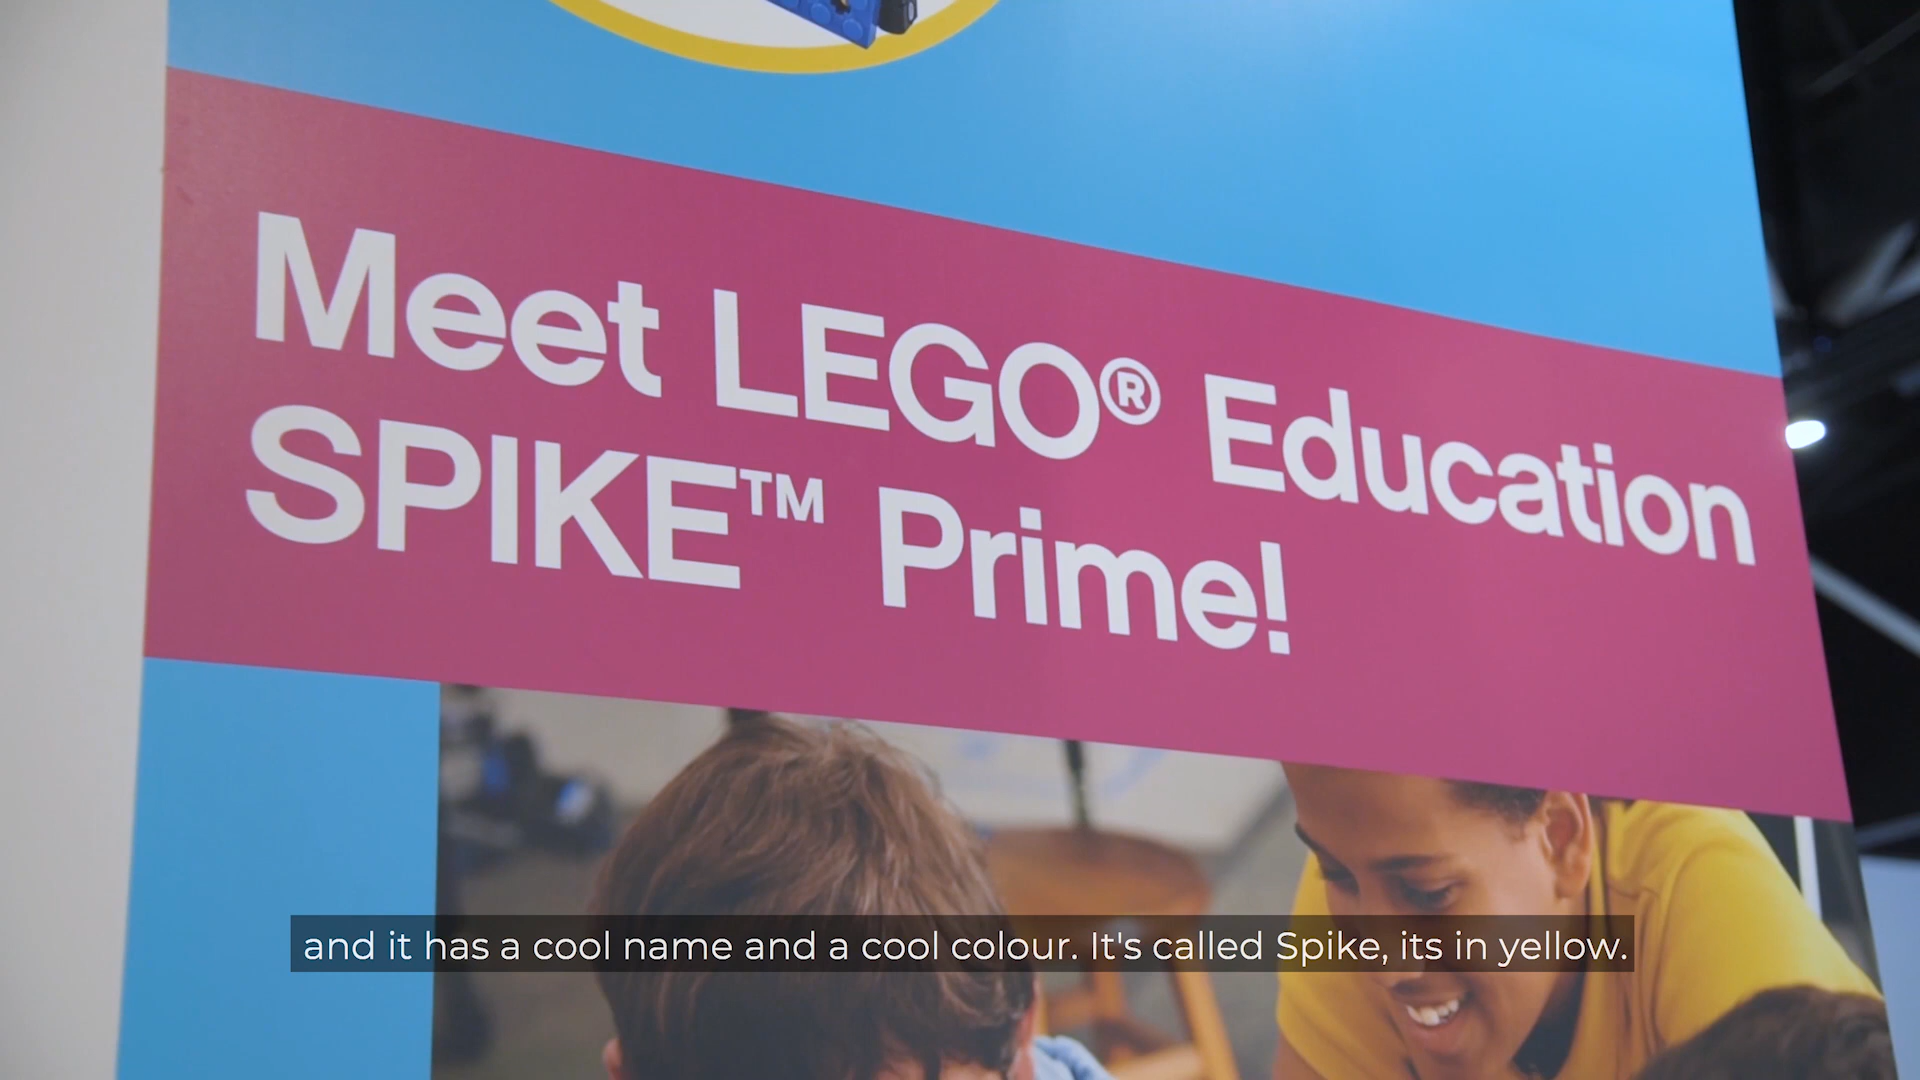 Meet LEGO® Education
SPIKE™ Prime!
and it has a cool name and a cool colour. It's called Spike, its in yellow.